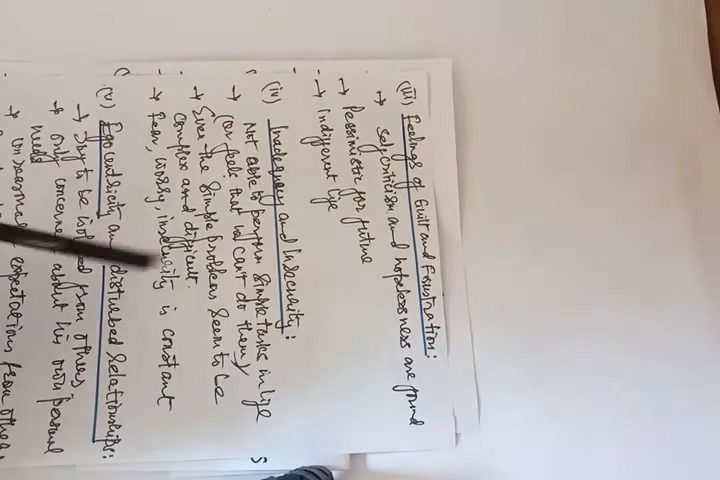 (iii) Feelings of Guilt and Frustration:
→ Self criticism and hopelessness are found
→ Pessimistic for future
→ Indifferent life
(iv) Inadequacy and Insecurity:
→ Not able to perform simple tasks in life
(or feels that he can't do them)
→ Even the simple problems seem to be
complex and difficult.
→ Fear, worry, insecurity is constant
(v) Egocentricity and disturbed Relationships:
→ to be from others
→ only concerned about his own personal
needs
→ expectations from others